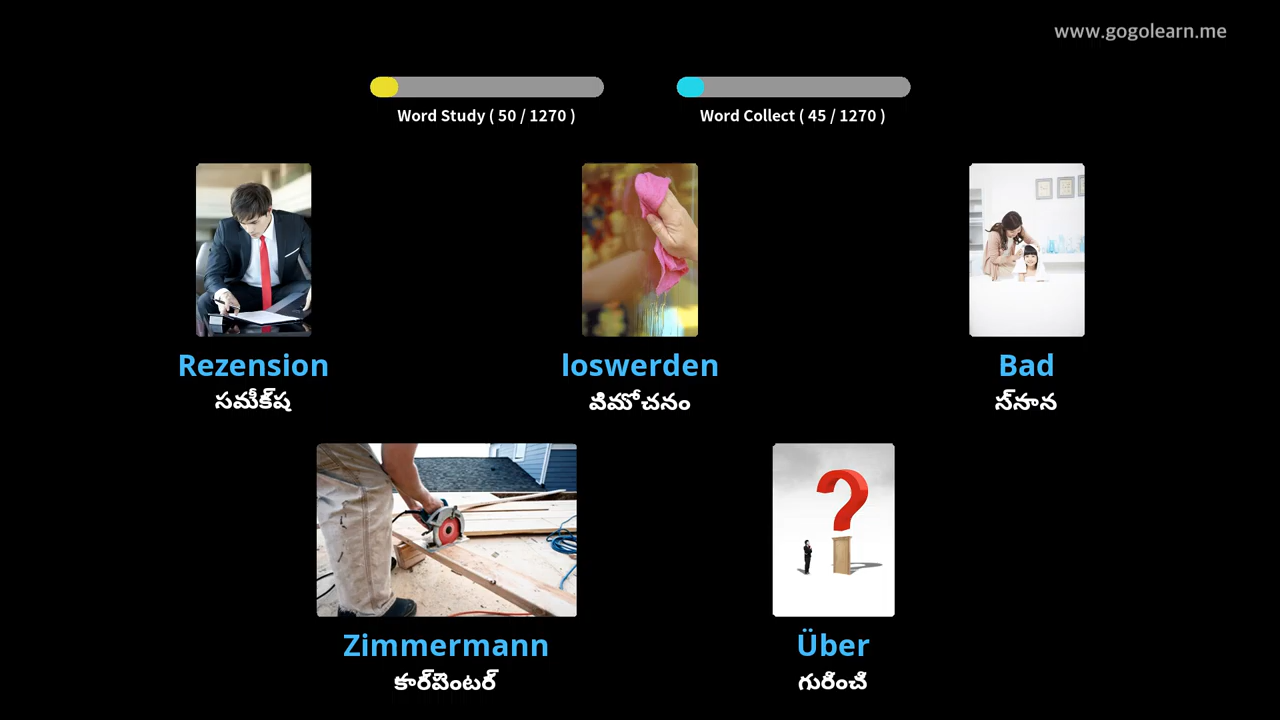 www.gogolearn.me
Word Study ( 50 / 1270 )
Word Collect ( 45 / 1270 )
Rezension
సమీక్ష
loswerden
విమోచనం
Bad
స్నాన
Zimmermann
కార్పెంటర్
Über
గురించి